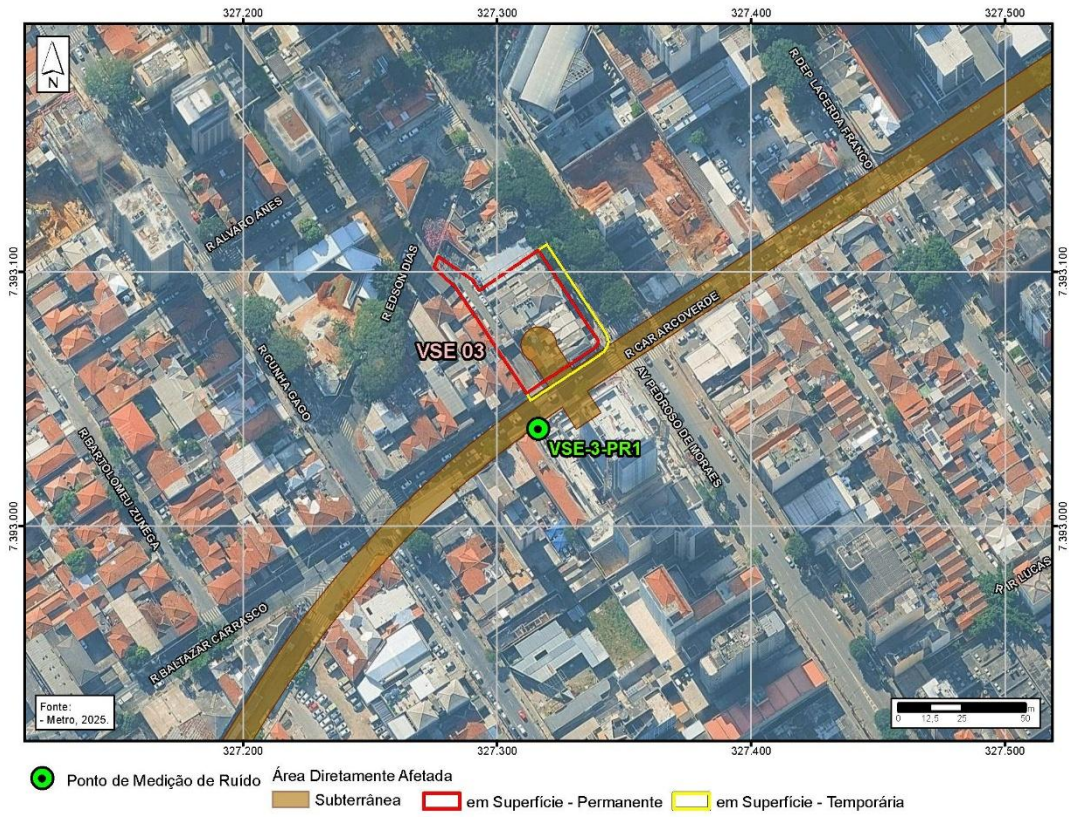 327.200 327.300 327.400 327.500
N
R DEP LACERDA FRANCO
R ALVARO ANES
R EDSON DIAS
7.393.100 7.393.100
R CAR ARCOVERDE
VSE 03
R CUNHA GAGO
AV PEDROSO DE MORAES
VSE-3-PR1
R BARTOLOMEU ZUNEGA
7.393.000 7.393.000
R IR LUCAS
R BALTAZAR CARRASCO
Fonte:
- Metro, 2025.
m
0 12,5 25 50
327.200 327.300 327.400 327.500
Ponto de Medição de Ruído
Área Diretamente Afetada
Subterrânea
em Superfície - Permanente
em Superfície - Temporária